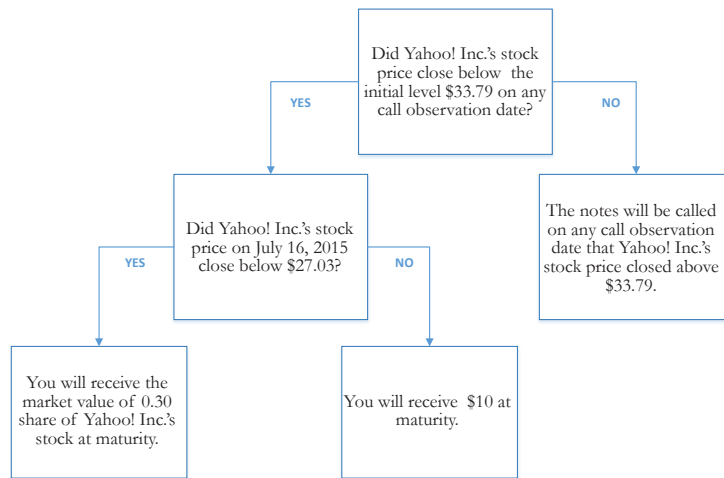 Did Yahoo! Inc.'s stock
price close below the
initial level $33.79 on any
call observation date?
YES
NO
Did Yahoo! Inc.'s stock
price on July 16, 2015
close below $27.03?
The notes will be called
on any call observation
date that Yahoo! Inc.'s
stock price closed above
$33.79.
YES
NO
You will receive the
market value of 0.30
share of Yahoo! Inc.'s
stock at maturity.
You will receive $10 at
maturity.